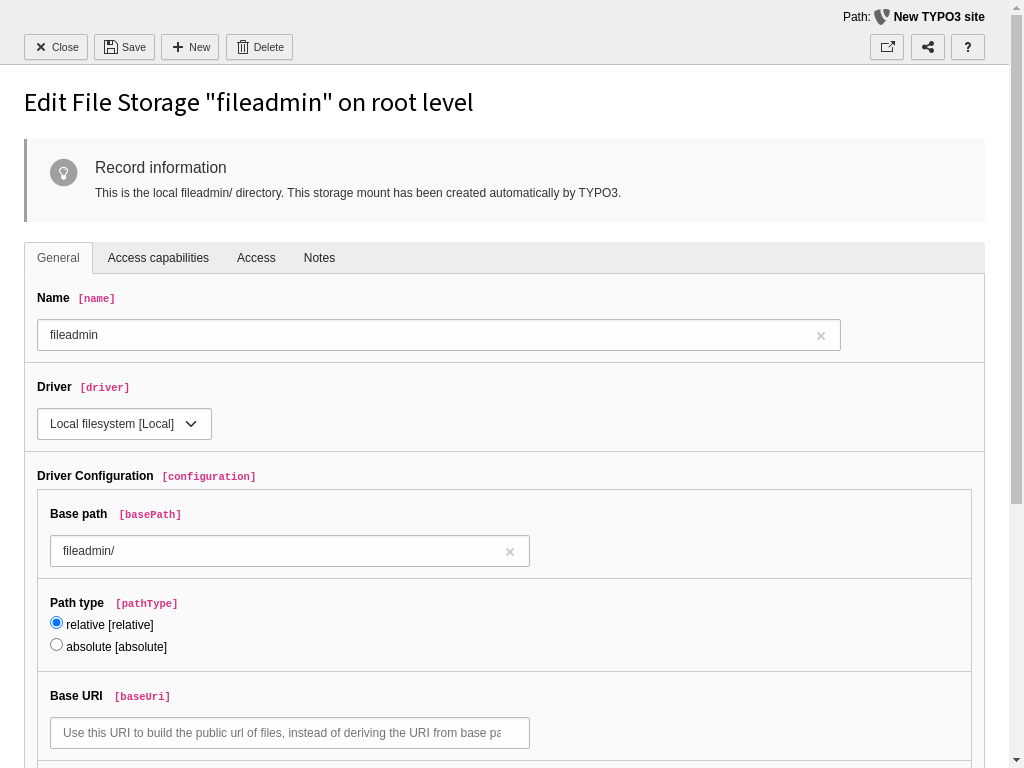 Path: New TYPO3 site
Close Save New Delete ?
Edit File Storage "fileadmin" on root level
Record information
This is the local fileadmin/ directory. This storage mount has been created automatically by TYPO3.
General Access capabilities Access Notes
Name [name]
fileadmin
Driver [driver]
Local filesystem [Local]
Driver Configuration [configuration]
Base path [basePath]
fileadmin/
Path type [pathType]
relative [relative]
absolute [absolute]
Base URI [baseUri]
Use this URI to build the public url of files, instead of deriving the URI from base pa